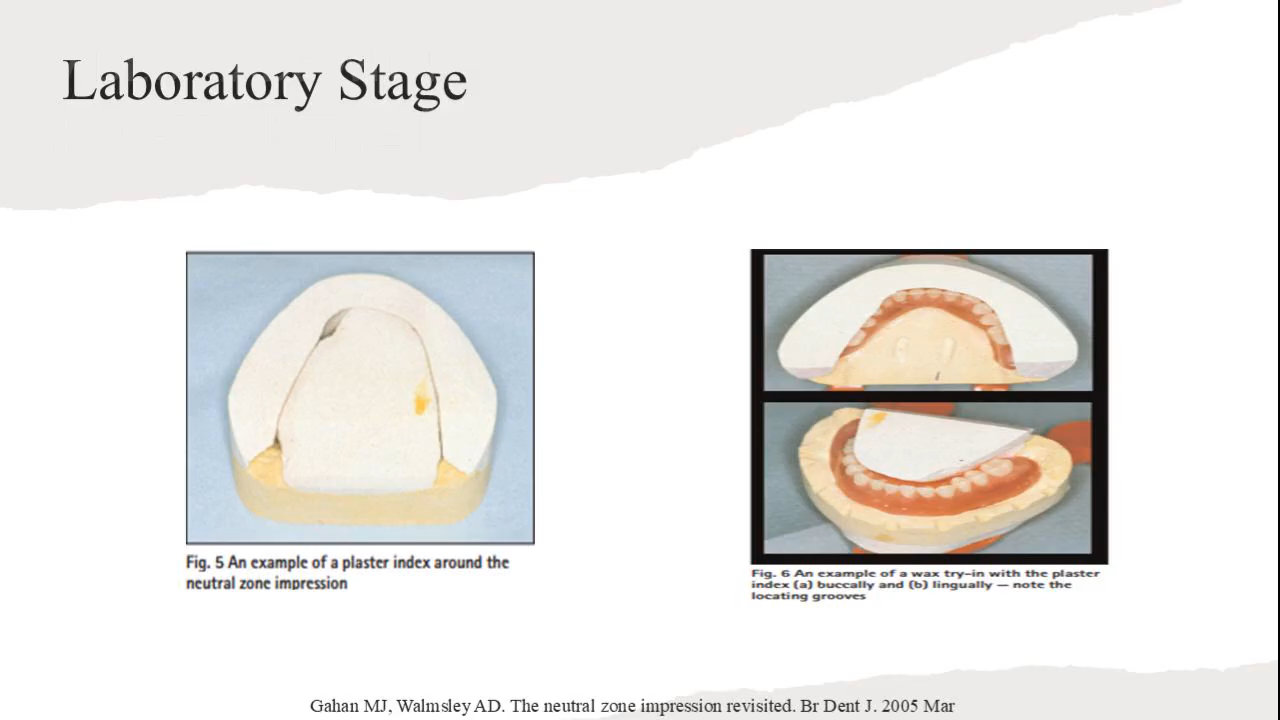 Laboratory Stage
Fig. 5 An example of a plaster index around the
neutral zone impression
Fig. 6 An example of a wax try-in with the plaster
index (a) buccally and (b) lingually — note the
locating grooves
Gahan MJ, Walmsley AD. The neutral zone impression revisited. Br Dent J. 2005 Mar